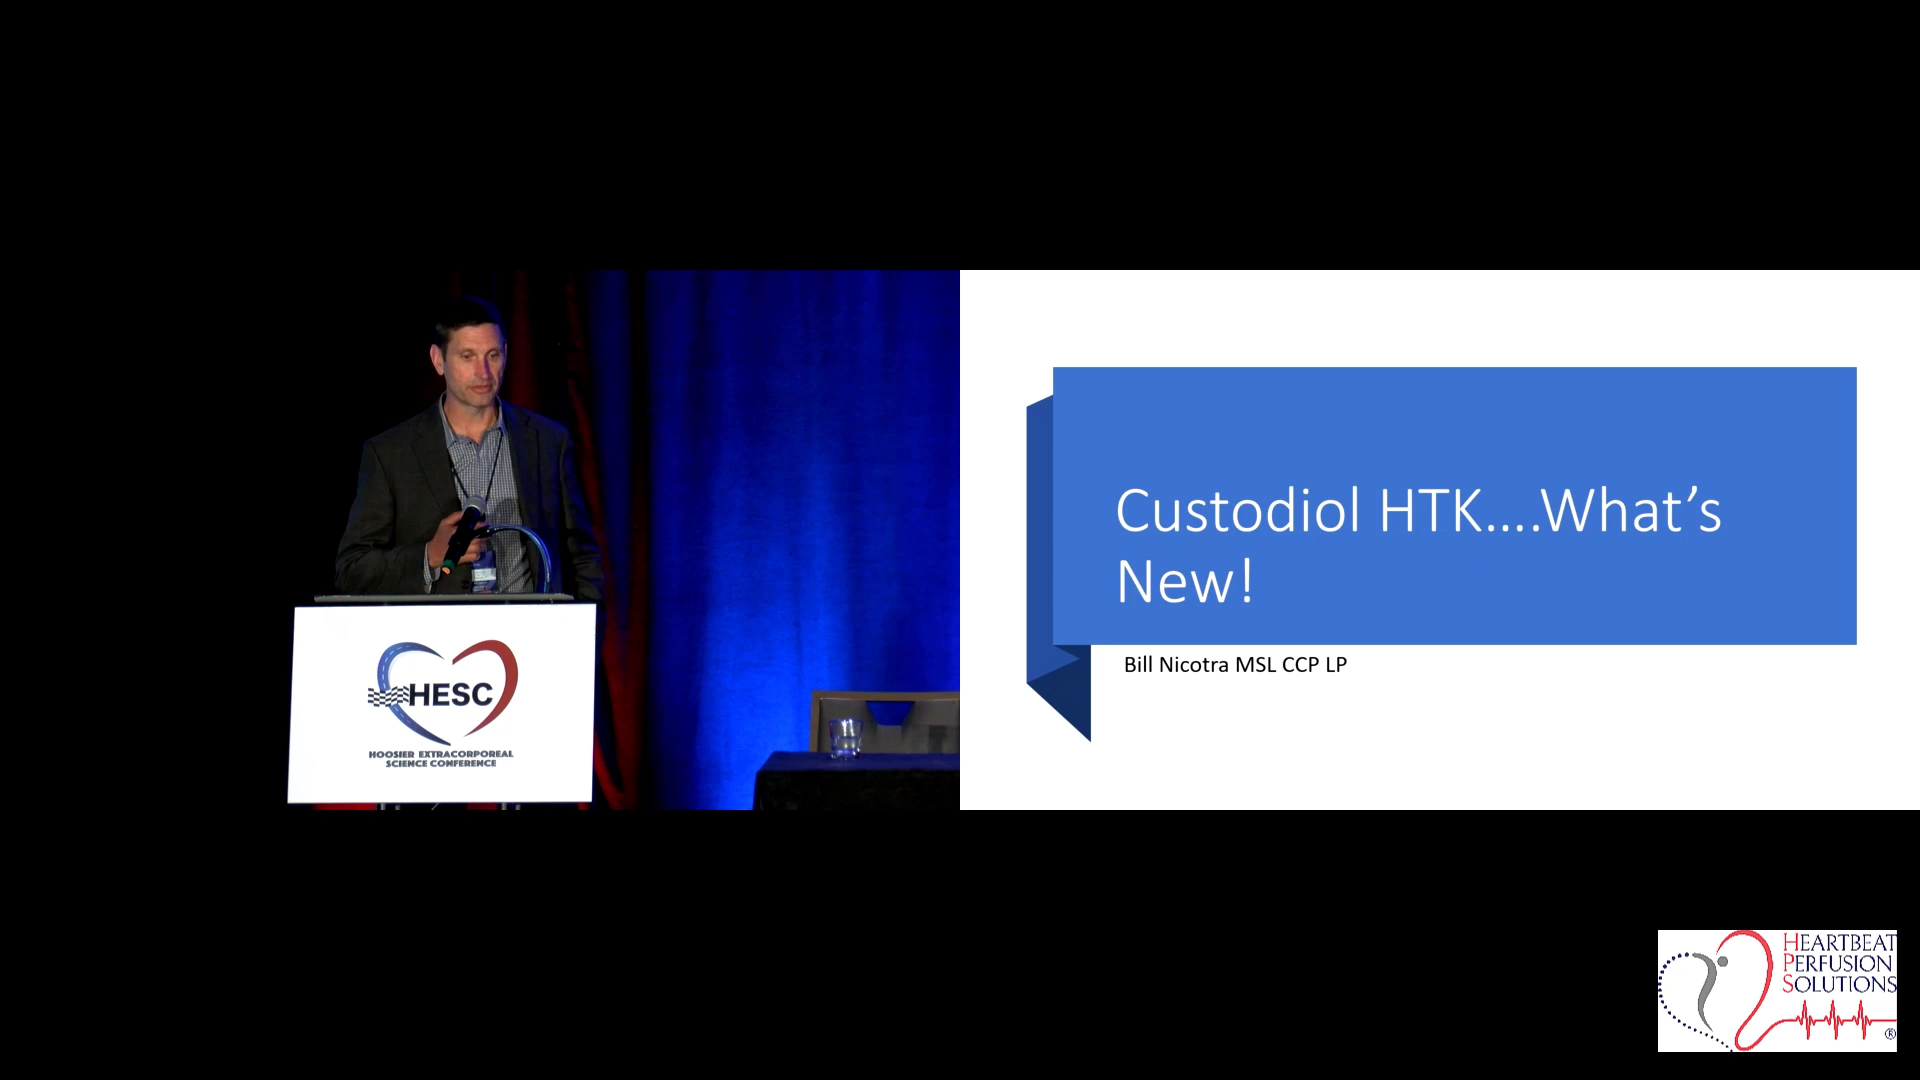 HESC
HOOSIER EXTRACORPOREAL
SCIENCE CONFERENCE
Custodiol HTK....What's
New!
Bill Nicotra MSL CCP LP
HEARTBEAT
PERFUSION
SOLUTIONS
®